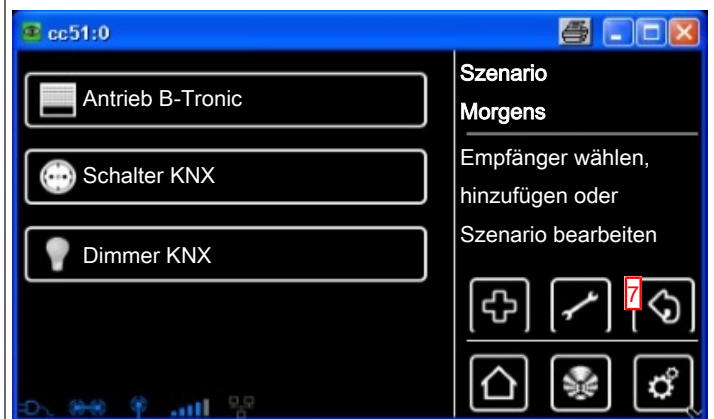 cc51:0
Antrieb B-Tronic
Schalter KNX
Dimmer KNX
Szenario
Morgens
Empfänger wählen,
hinzufügen oder
Szenario bearbeiten
7